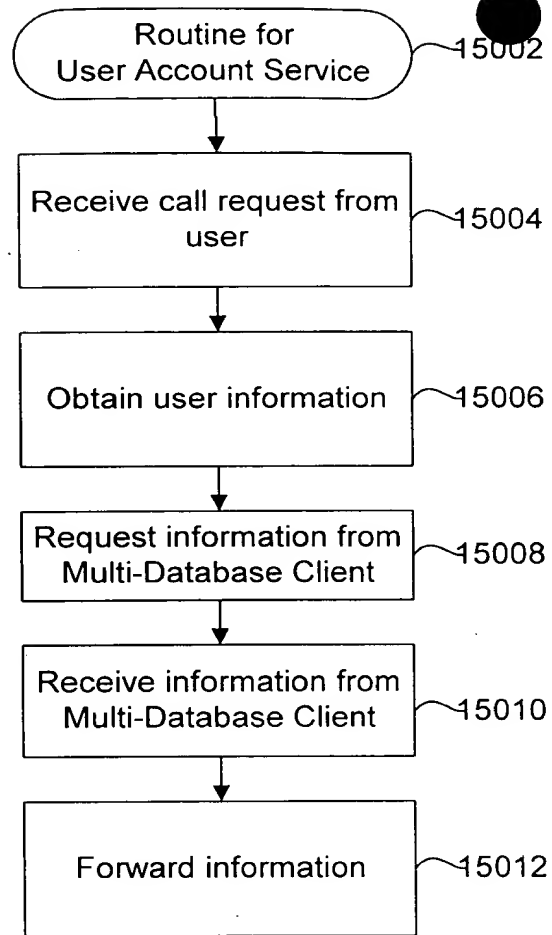 Routine for
User Account Service
15002
Receive call request from
user
15004
Obtain user information
15006
Request information from
Multi-Database Client
15008
Receive information from
Multi-Database Client
15010
Forward information
15012